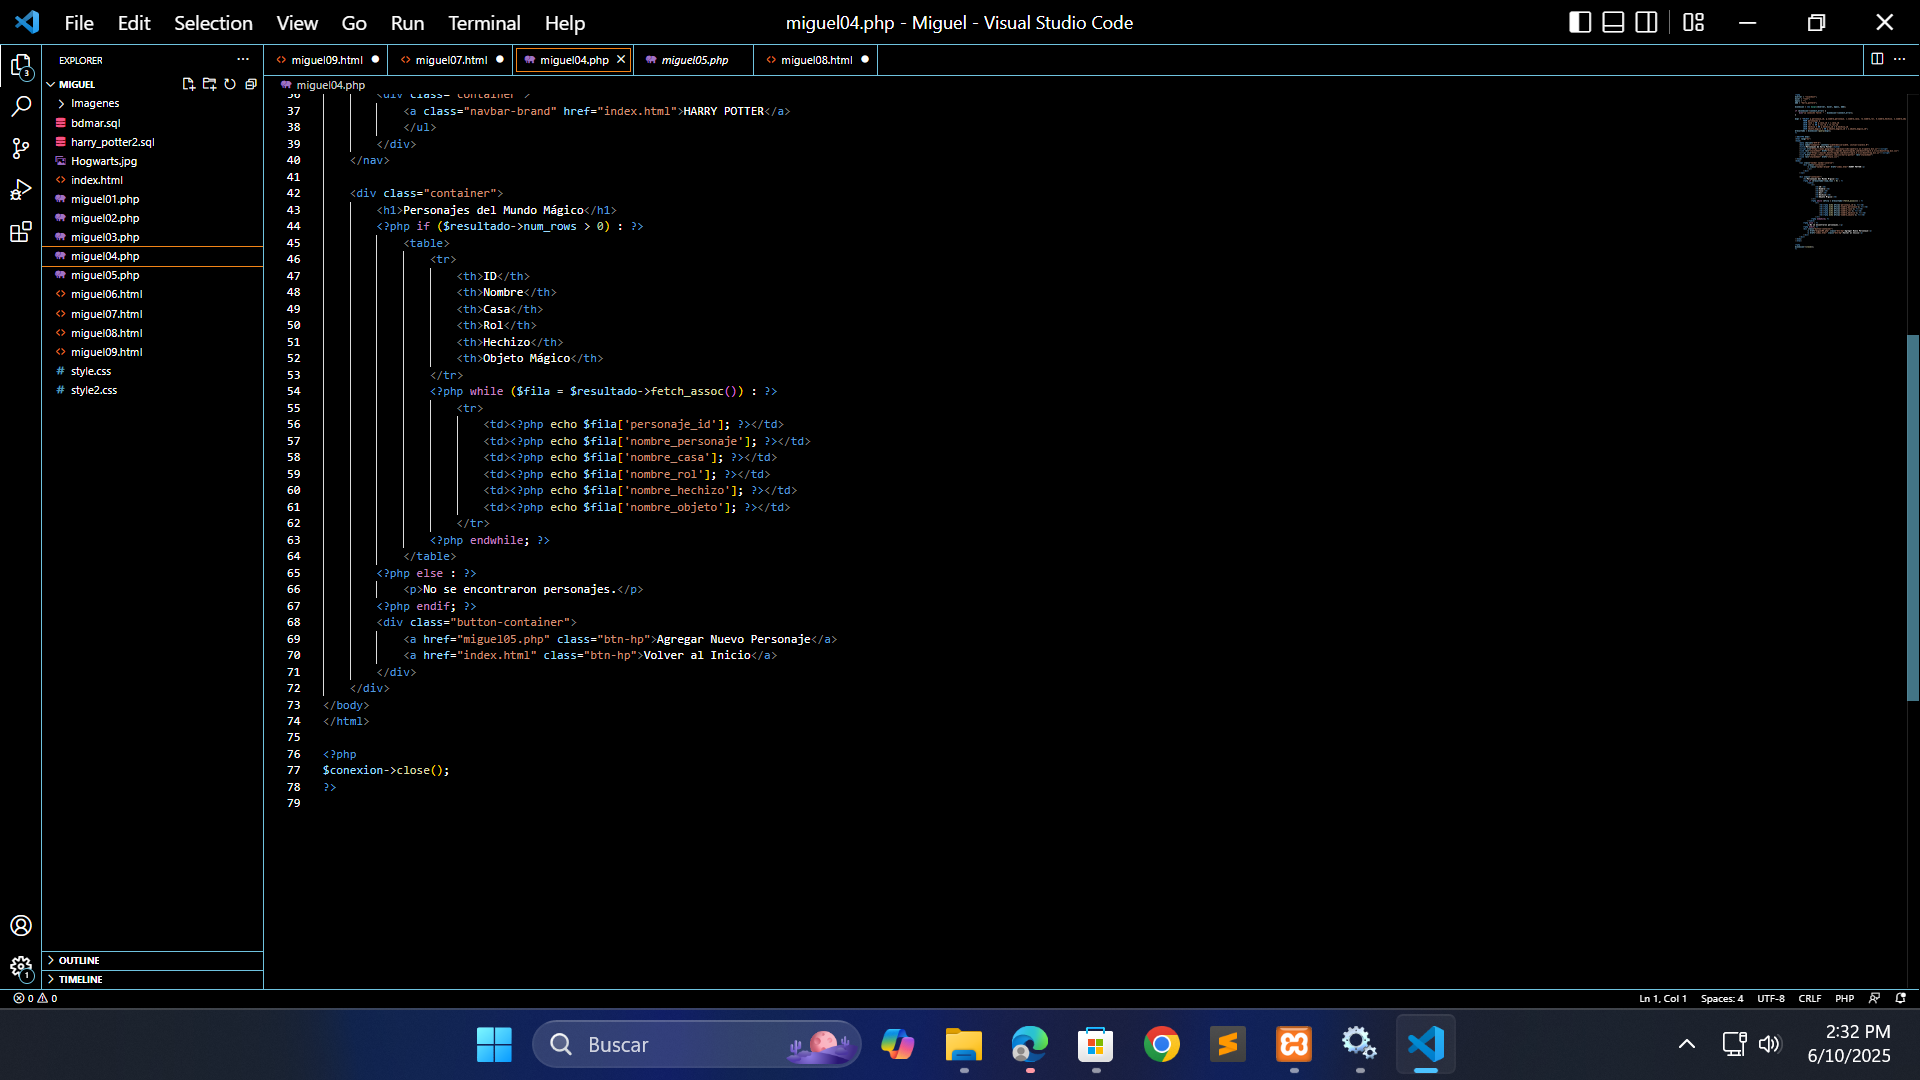 File Edit Selection View Go Run Terminal Help
miguel04.php - Miguel - Visual Studio Code
EXPLORER
miguel09.html miguel07.html miguel04.php miguel05.php miguel08.html
MIGUEL
miguel04.php
Imagenes
bdmar.sql
harry_potter2.sql
Hogwarts.jpg
index.html
miguel01.php
miguel02.php
miguel03.php
miguel04.php
miguel05.php
miguel06.html
miguel07.html
miguel08.html
miguel09.html
style.css
style2.css
OUTLINE
TIMELINE
36 <div class="container">
37 <a class="navbar-brand" href="index.html">HARRY POTTER</a>
38 </ul>
39 </div>
40 </nav>
41
42 <div class="container">
43 <h1>Personajes del Mundo Mágico</h1>
44 <?php if ($resultado->num_rows > 0) : ?>
45 <table>
46 <tr>
47 <th>ID</th>
48 <th>Nombre</th>
49 <th>Casa</th>
50 <th>Rol</th>
51 <th>Hechizo</th>
52 <th>Objeto Mágico</th>
53 </tr>
54 <?php while ($fila = $resultado->fetch_assoc()) : ?>
55 <tr>
56 <td><?php echo $fila['personaje_id']; ?></td>
57 <td><?php echo $fila['nombre_personaje']; ?></td>
58 <td><?php echo $fila['nombre_casa']; ?></td>
59 <td><?php echo $fila['nombre_rol']; ?></td>
60 <td><?php echo $fila['nombre_hechizo']; ?></td>
61 <td><?php echo $fila['nombre_objeto']; ?></td>
62 </tr>
63 <?php endwhile; ?>
64 </table>
65 <?php else : ?>
66 <p>No se encontraron personajes.</p>
67 <?php endif; ?>
68 <div class="button-container">
69 <a href="miguel05.php" class="btn-hp">Agregar Nuevo Personaje</a>
70 <a href="index.html" class="btn-hp">Volver al Inicio</a>
71 </div>
72 </div>
73 </body>
74 </html>
75
76 <?php
77 $conexion->close();
78 ?>
79
3
1
0 0
Ln 1, Col 1 Spaces: 4 UTF-8 CRLF PHP
Buscar
2:32 PM
6/10/2025